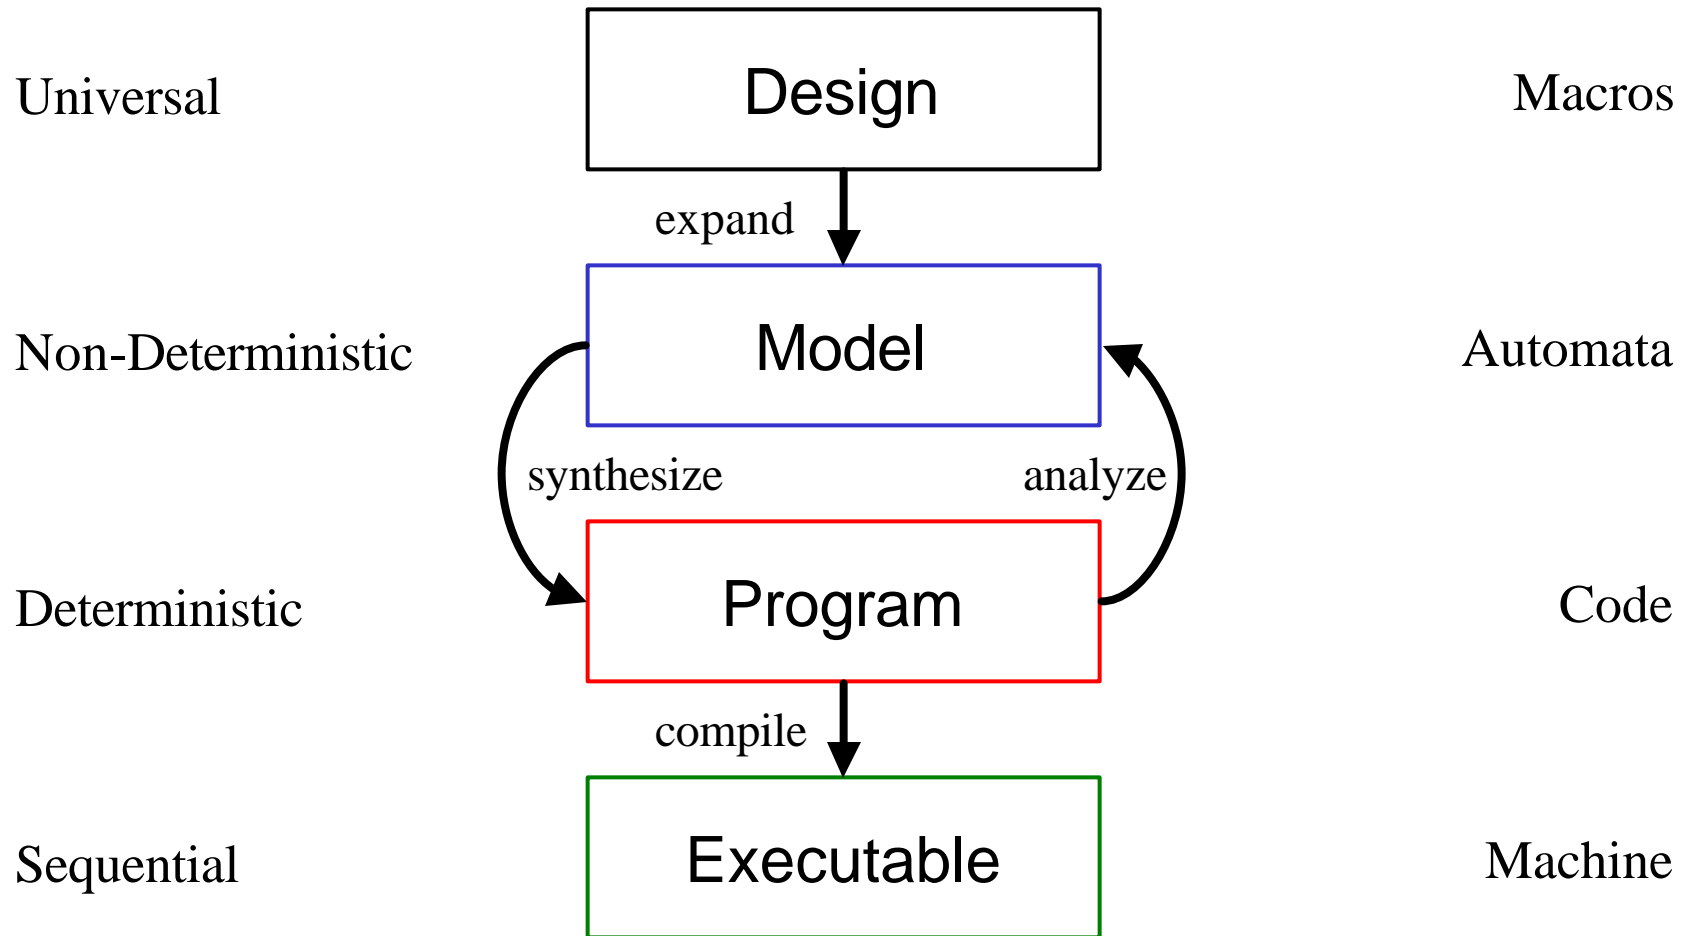 Universal
Design
Macros
expand
Non-Deterministic
Model
Automata
synthesize
analyze
Deterministic
Program
Code
compile
Sequential
Executable
Machine